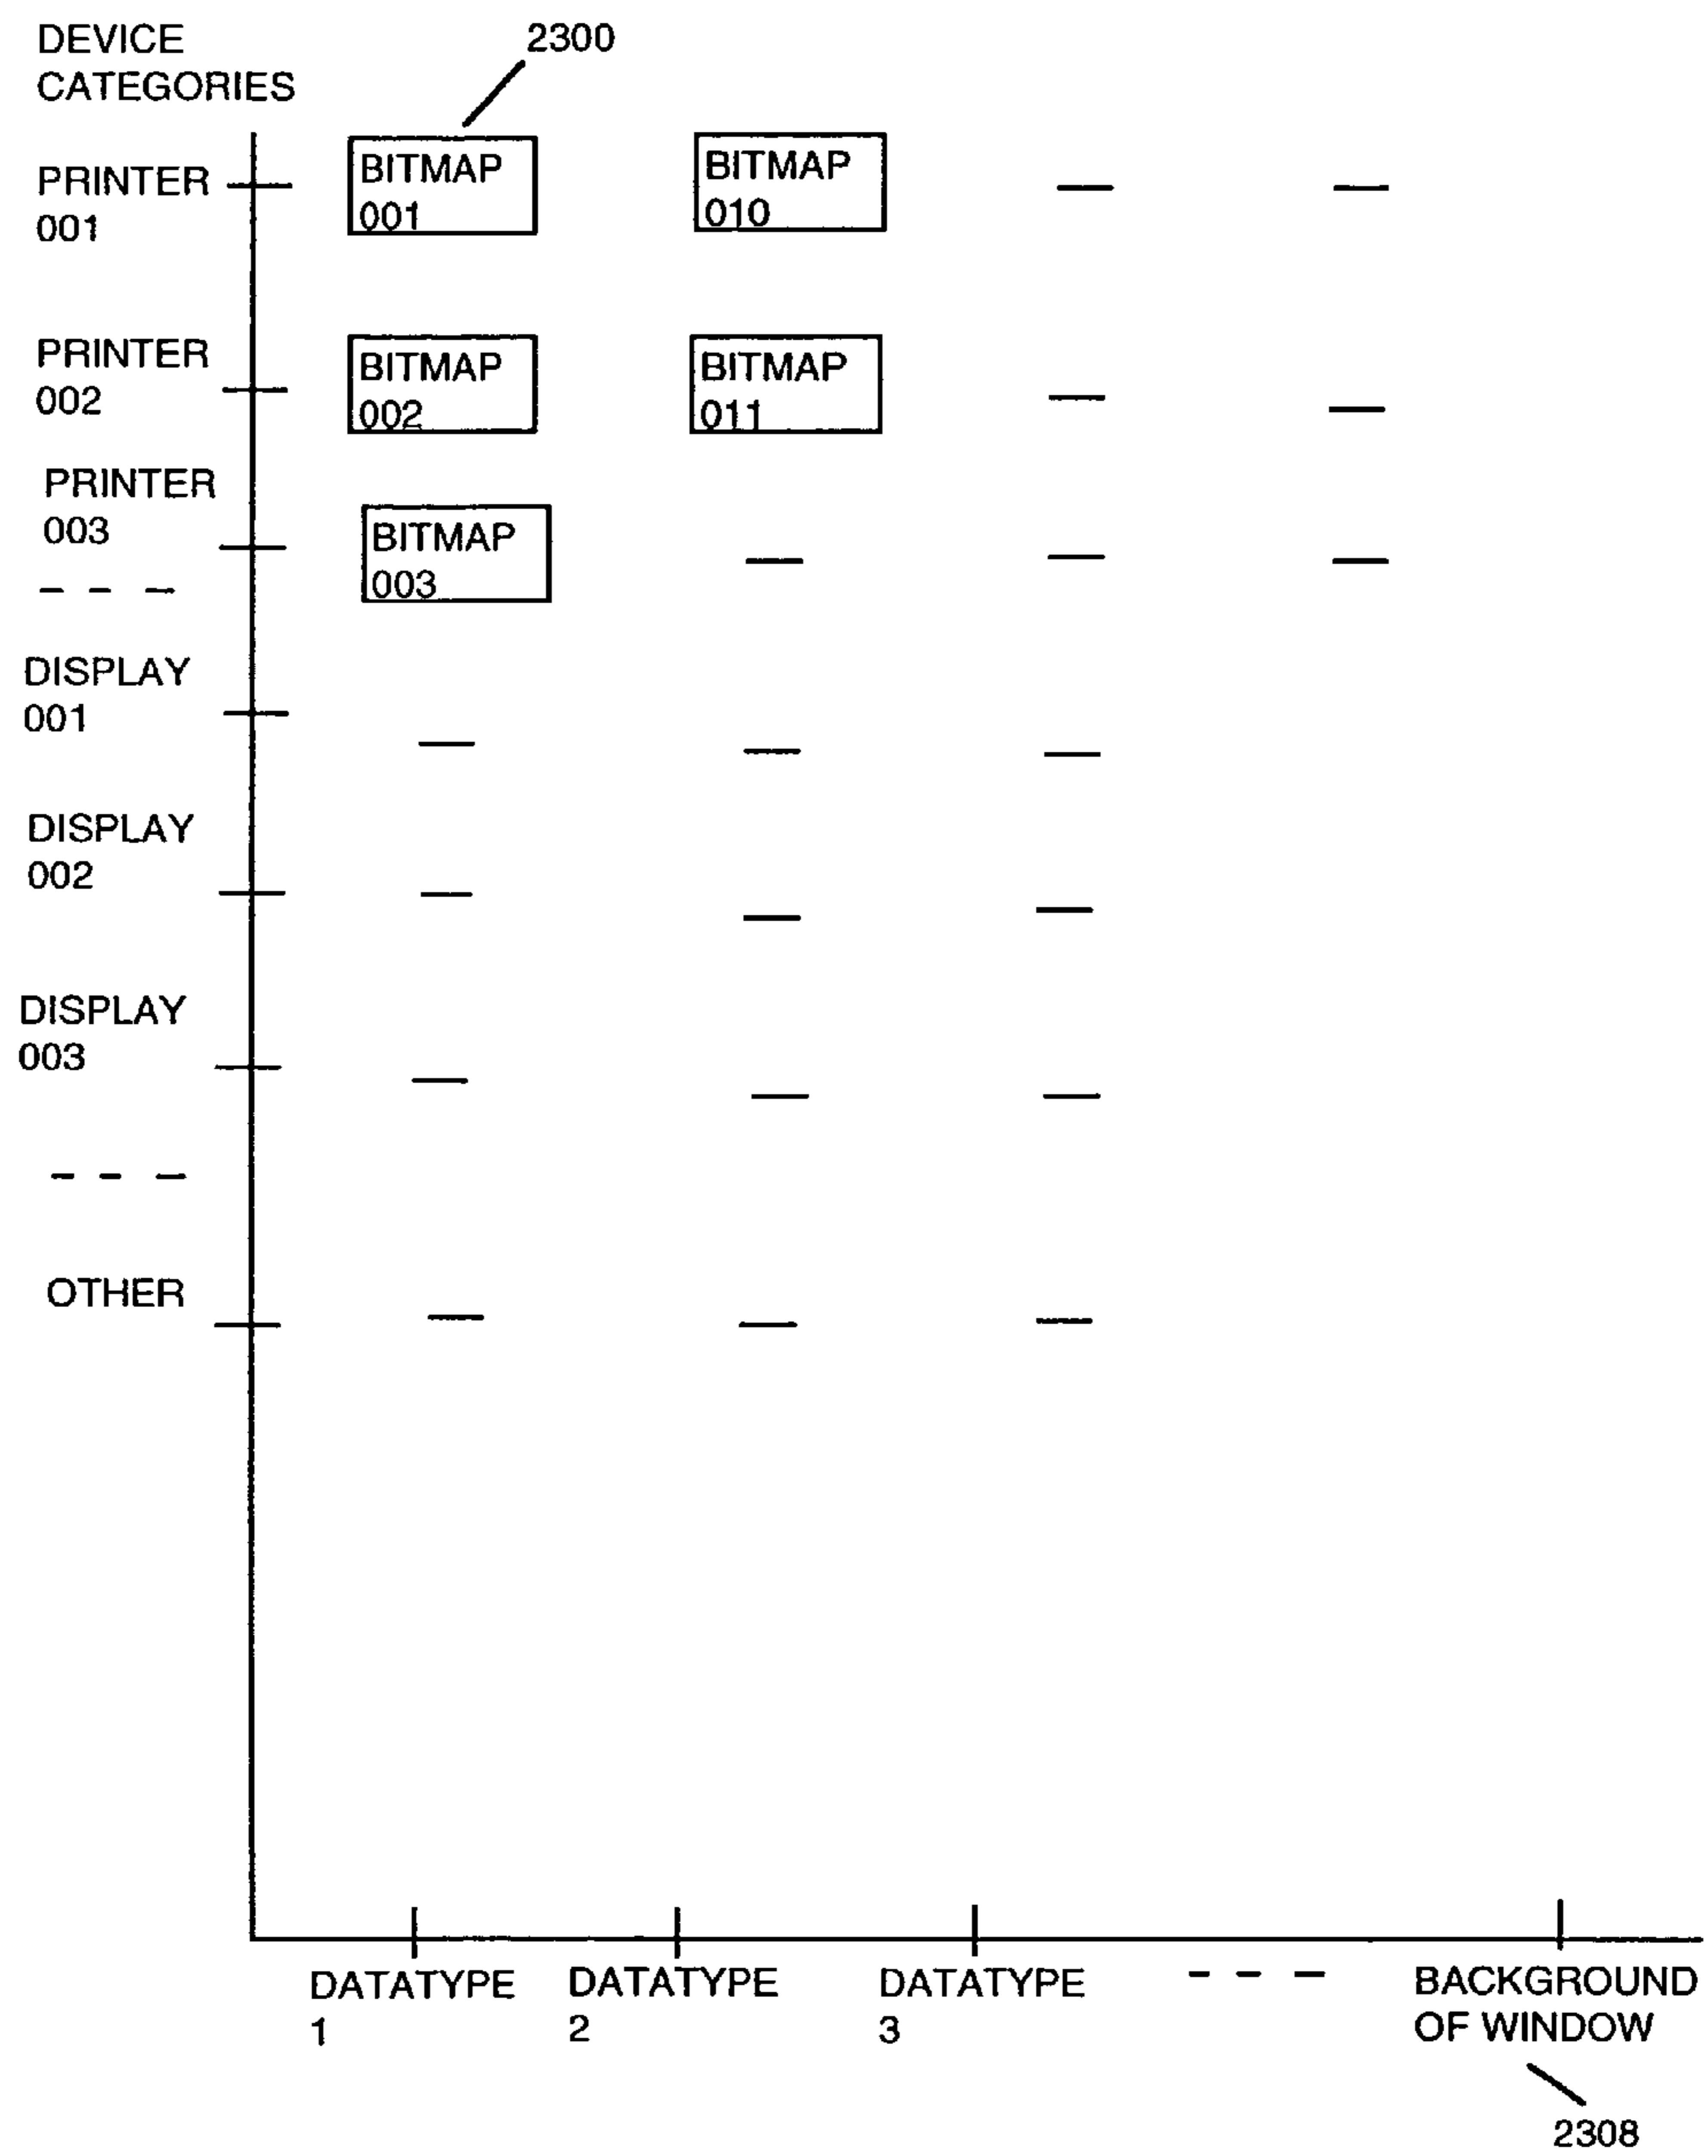 DEVICE
CATEGORIES
2300
PRINTER
001
BITMAP
001
BITMAP
010
PRINTER
002
BITMAP
002
BITMAP
011
PRINTER
003
BITMAP
003
DISPLAY
001
DISPLAY
002
DISPLAY
003
OTHER
DATATYPE
1
DATATYPE
2
DATATYPE
3
BACKGROUND
OF WINDOW
2308